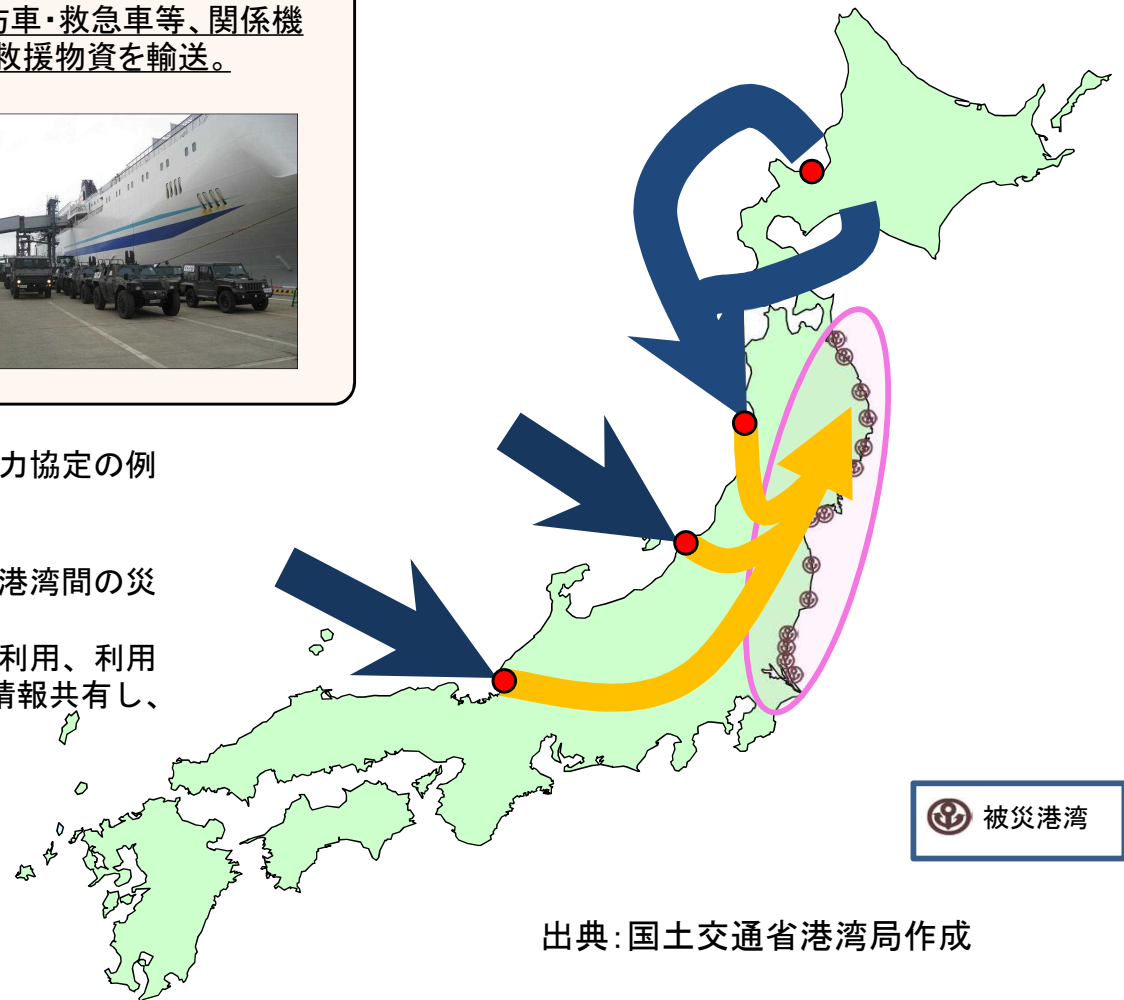 防車・救急車等、関係機
救援物資を輸送。
力協定の例
港湾間の災
利用、利用
情報共有し、
被災港湾
出典：国土交通省港湾局作成